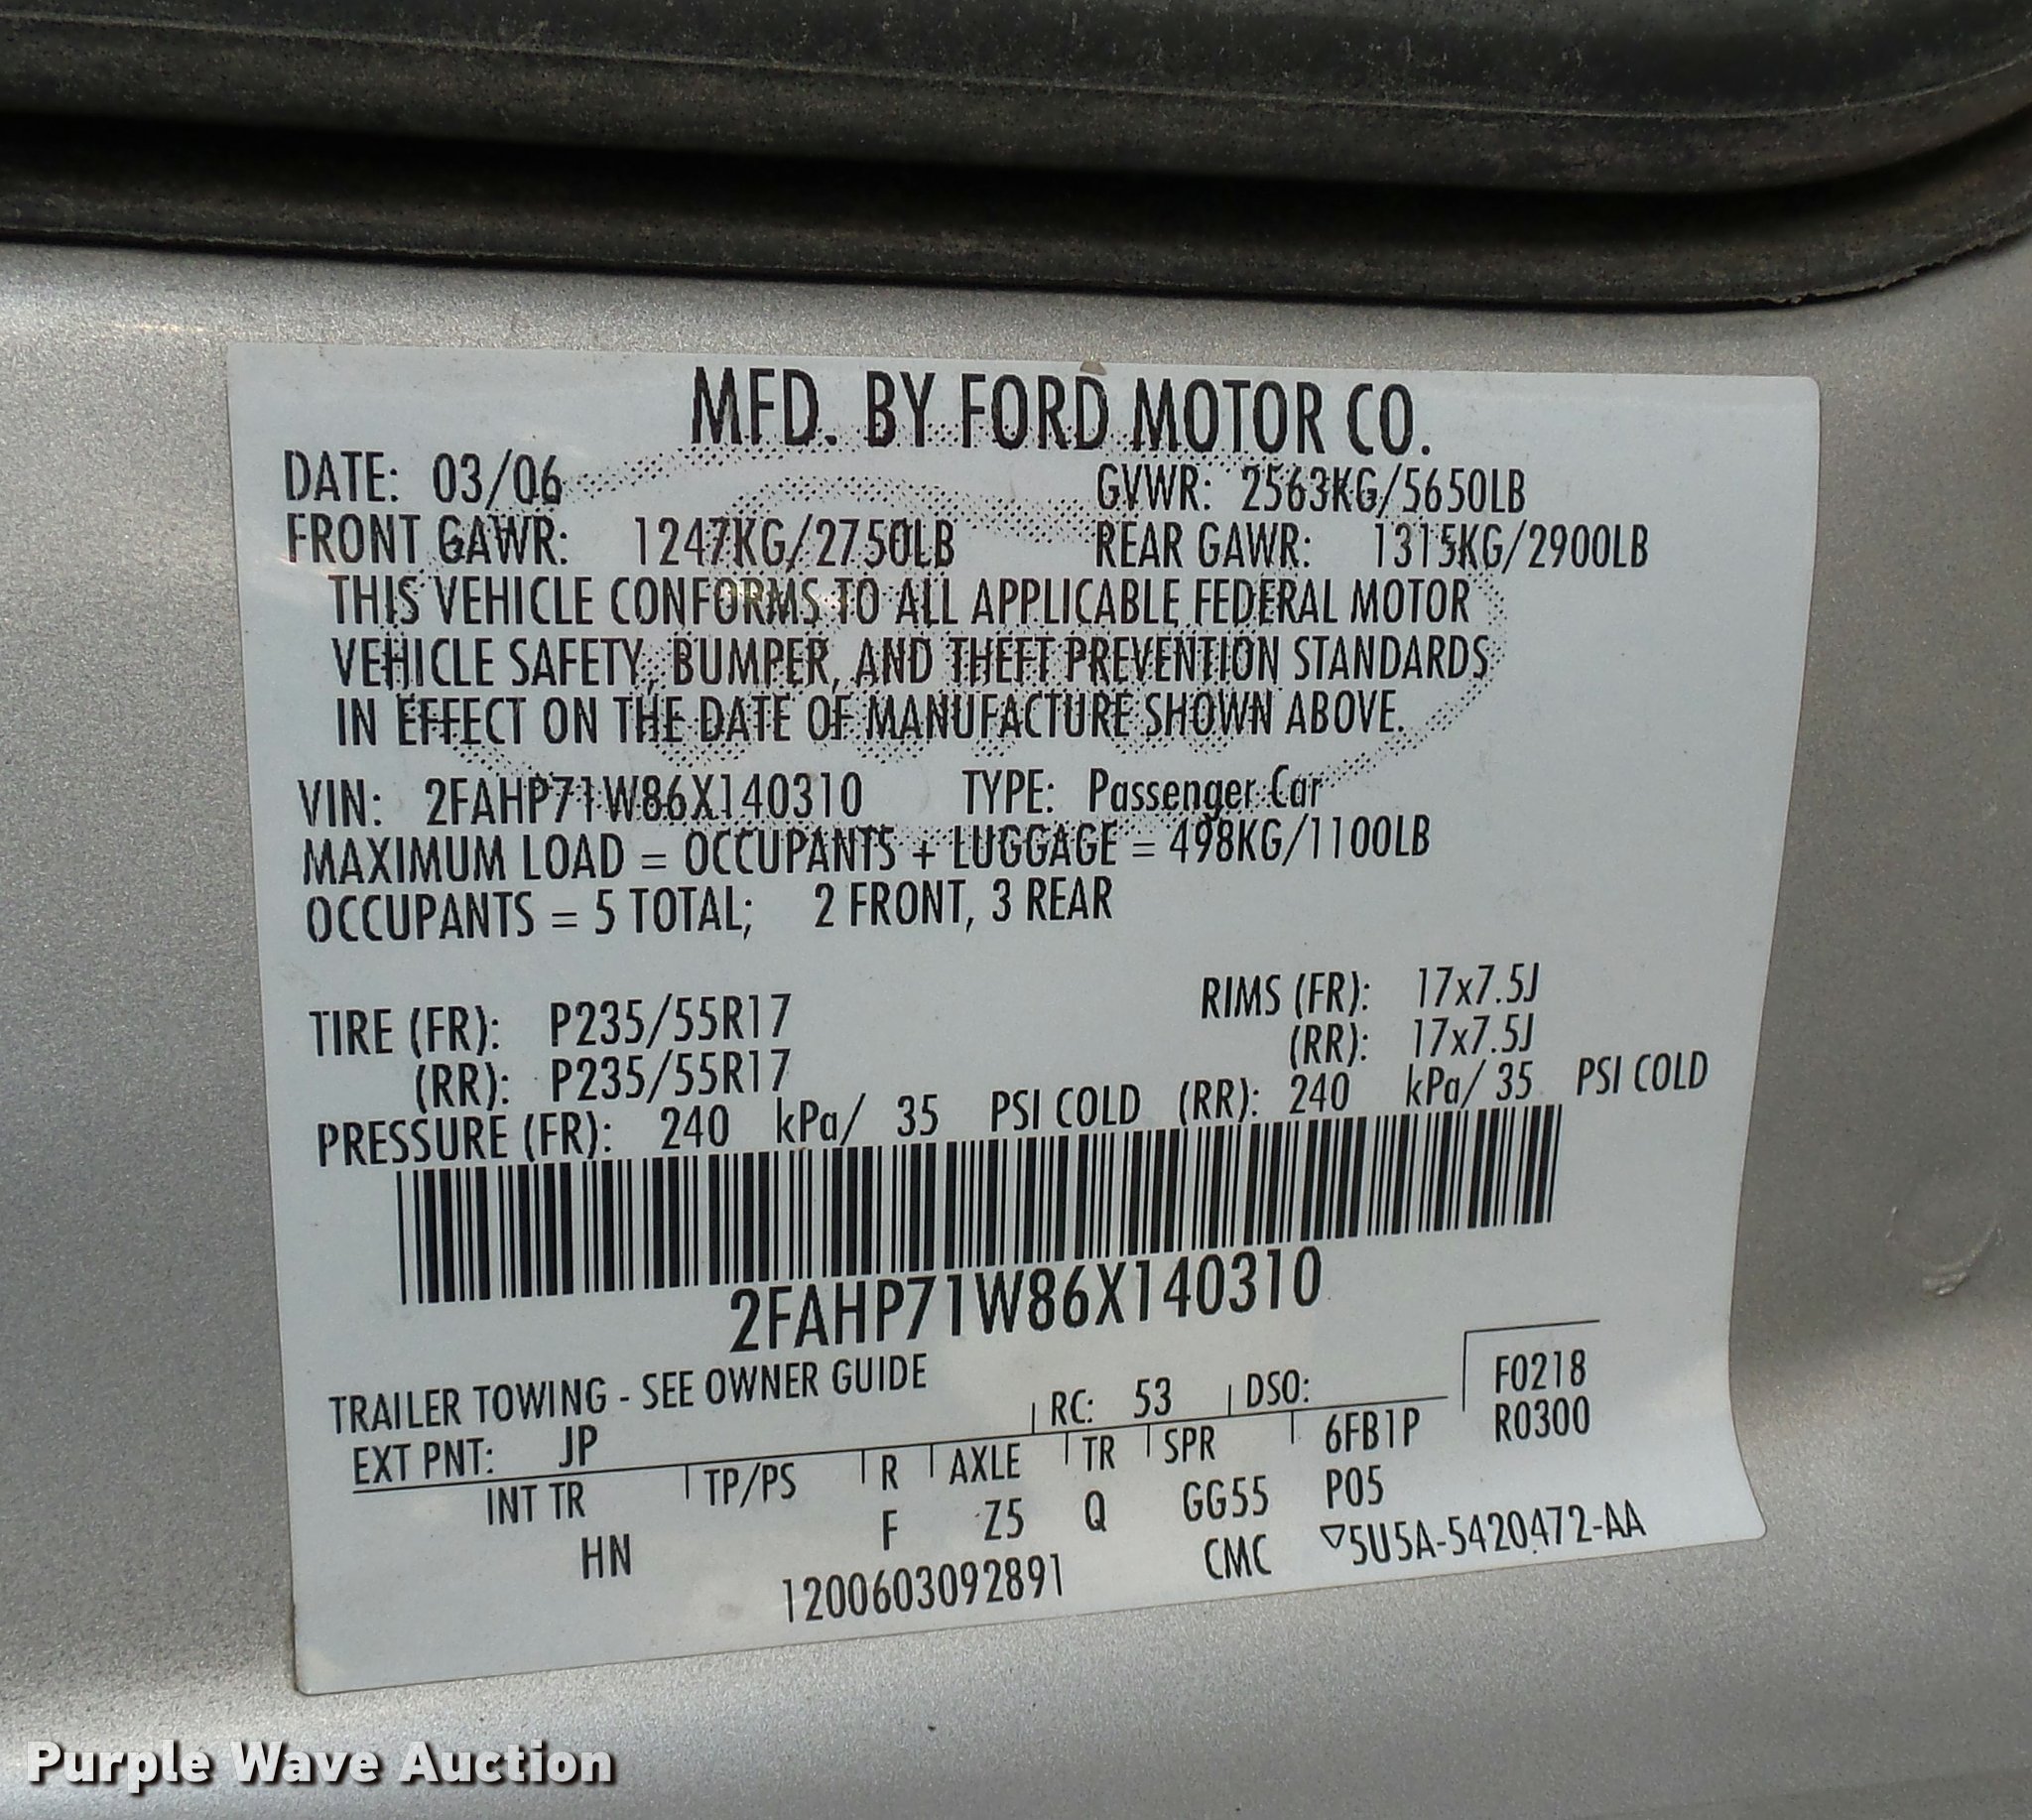 MFD. BY FORD MOTOR CO.
DATE: 03/06 GVWR: 2563KG/5650LB
FRONT GAWR: 1247KG/2750LB REAR GAWR: 1315KG/2900LB
THIS VEHICLE CONFORMS TO ALL APPLICABLE FEDERAL MOTOR
VEHICLE SAFETY, BUMPER, AND THEFT PREVENTION STANDARDS
IN EFFECT ON THE DATE OF MANUFACTURE SHOWN ABOVE.
VIN: 2FAHP71W86X140310 TYPE: Passenger Car
MAXIMUM LOAD = OCCUPANTS + LUGGAGE = 498KG/1100LB
OCCUPANTS = 5 TOTAL; 2 FRONT, 3 REAR
TIRE (FR): P235/55R17 RIMS (FR): 17x7.5J
(RR): P235/55R17 (RR): 17x7.5J
PRESSURE (FR): 240 kPa/ 35 PSI COLD (RR): 240 kPa/ 35 PSI COLD
2FAHP71W86X140310
TRAILER TOWING - SEE OWNER GUIDE
EXT PNT: JP RC: 53 DSO: F0218
INT TR TP/PS R AXLE TR SPR 6FB1P R0300
HN F Z5 Q GG55 P05
1200603092891 CMC ▽5U5A-5420472-AA
Purple Wave Auction